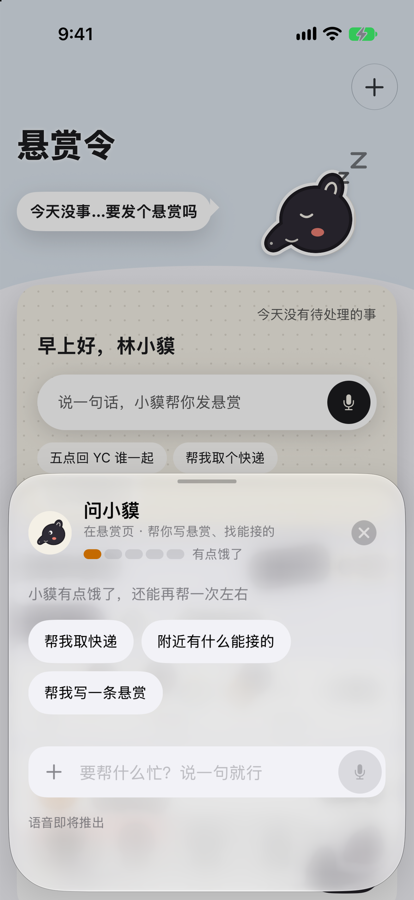 9:41
悬赏令
z
z
今天没事...要发个悬赏吗
今天没有待处理的事
早上好，林小貘
说一句话，小貘帮你发悬赏
五点回 YC 谁一起
帮我取个快递
问小貘
在悬赏页 · 帮你写悬赏、找能接的
有点饿了
小貘有点饿了，还能再帮一次左右
帮我取快递
附近有什么能接的
帮我写一条悬赏
要帮什么忙？说一句就行
语音即将推出